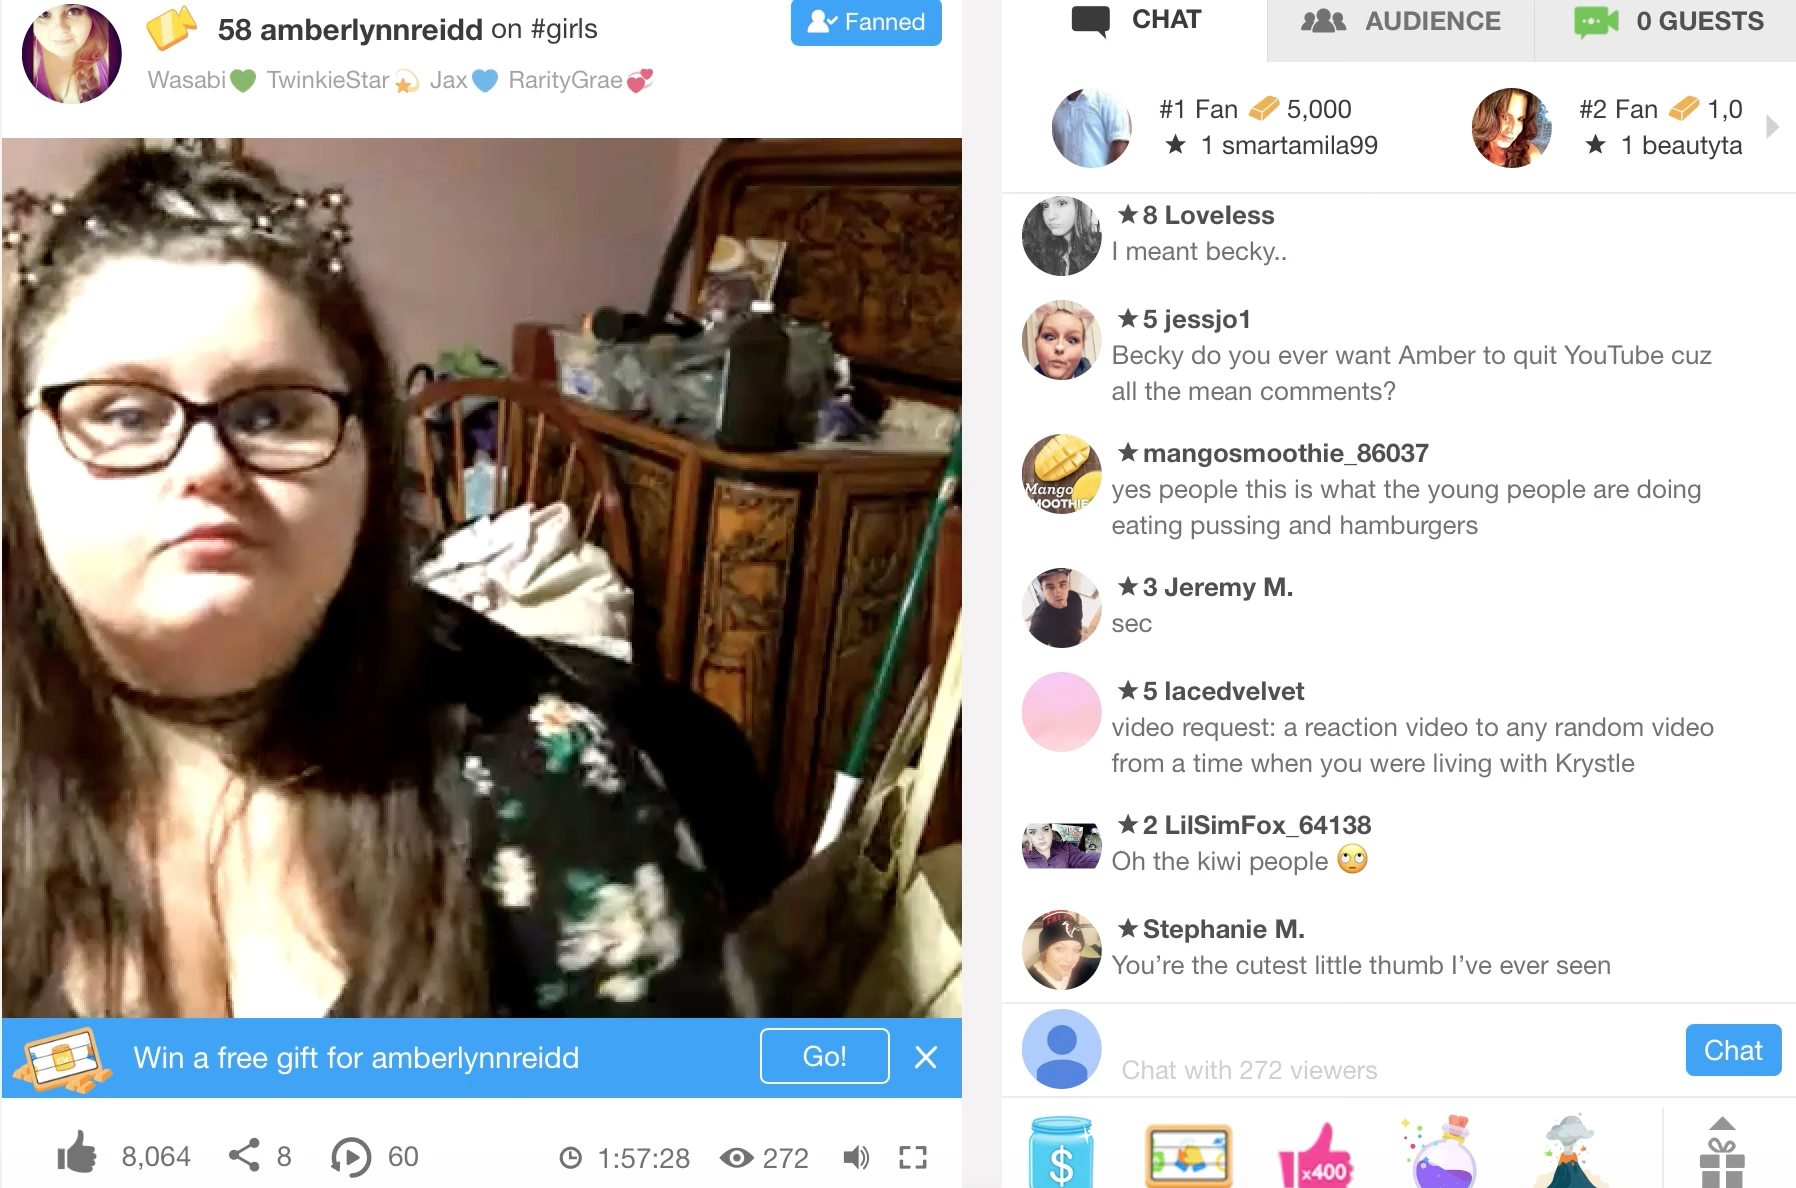 58 amberlynnreidd on #girls
Fanned
Wasabi💚 TwinkieStar💫 Jax💙 RarityGrae💞
Win a free gift for amberlynnreidd
Go!
8,064
8
60
1:57:28
272
CHAT
AUDIENCE
0 GUESTS
#1 Fan 5,000
★ 1 smartamila99
#2 Fan 1,0
★ 1 beautyta
★8 Loveless
I meant becky..
★5 jessjo1
Becky do you ever want Amber to quit YouTube cuz
all the mean comments?
Mango
MOOTHIE
★mangosmoothie_86037
yes people this is what the young people are doing
eating pussing and hamburgers
★3 Jeremy M.
sec
★5 lacedvelvet
video request: a reaction video to any random video
from a time when you were living with Krystle
★2 LilSimFox_64138
Oh the kiwi people 🙄
★Stephanie M.
You’re the cutest little thumb I’ve ever seen
Chat with 272 viewers
Chat
$
x400